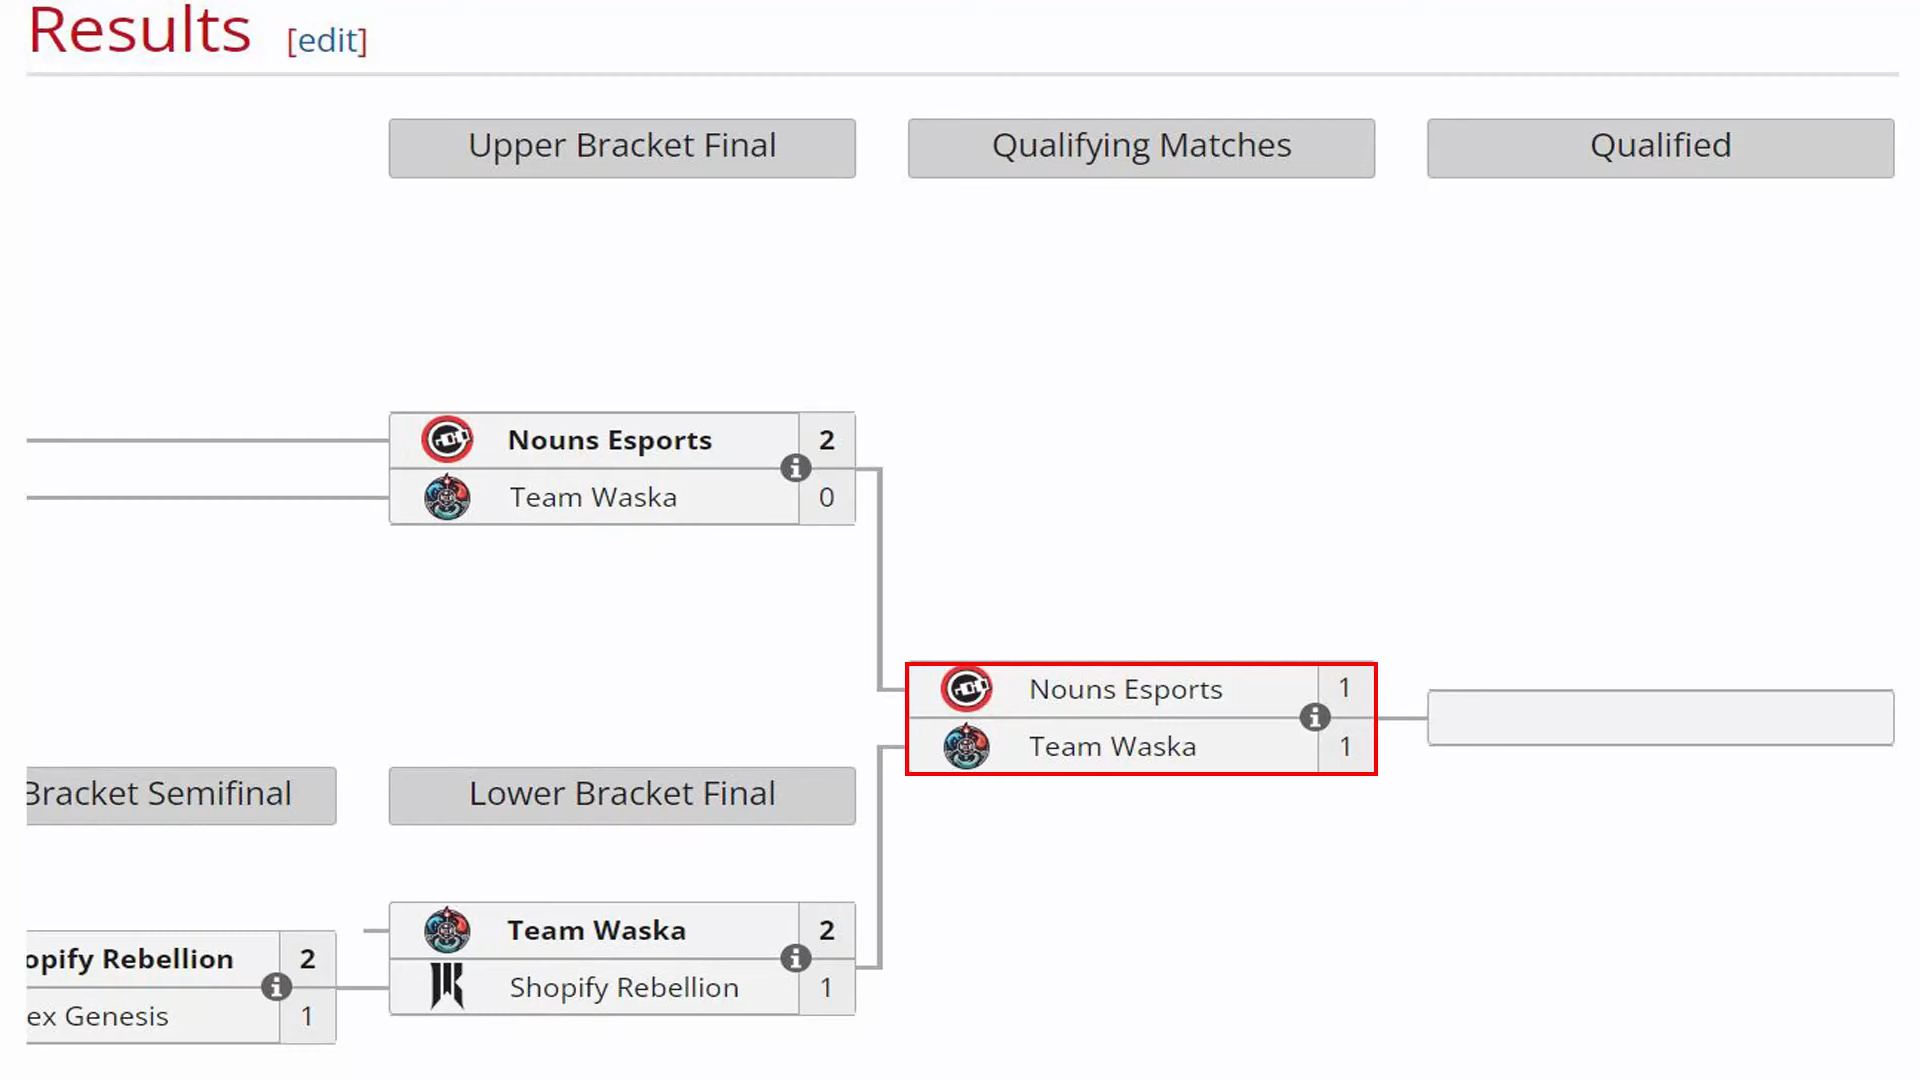 Results [edit]
Upper Bracket Final
Qualifying Matches
Qualified
Nouns Esports 2
Team Waska 0
Nouns Esports 1
Team Waska 1
Bracket Semifinal
Lower Bracket Final
opify Rebellion 2
ex Genesis 1
Team Waska 2
Shopify Rebellion 1